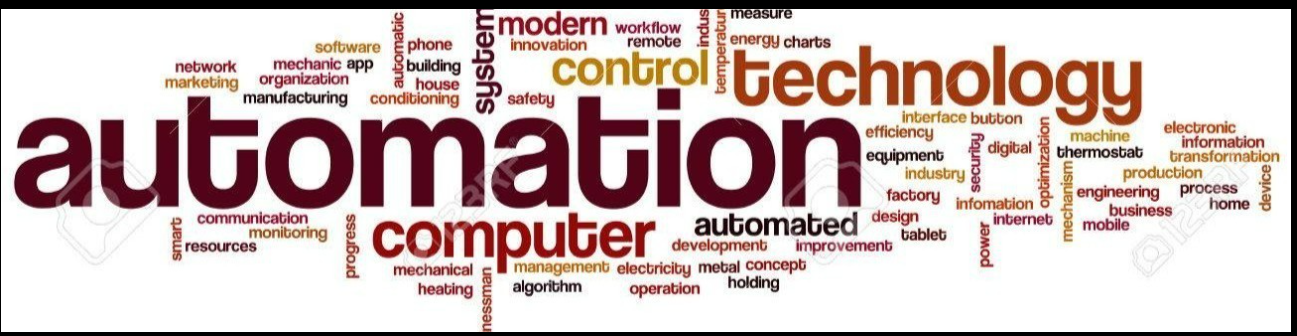 measure
modern
workflow
indus
automatic
software
phone
system
innovation
remote
temperatur
energy
charts
network
mechanic
app
building
control
technology
marketing
organization
house
manufacturing
conditioning
safety
automation
interface
button
efficiency
security
digital
optimization
machine
electronic
information
equipment
thermostat
transformation
industry
mechanism
production
device
factory
infomation
engineering
process
home
smart
communication
progress
computer
automated
design
internet
business
monitoring
tablet
power
mobile
resources
development
improvement
mechanical
nessman
management
electricity
metal
concept
heating
algorithm
operation
holding
123RF